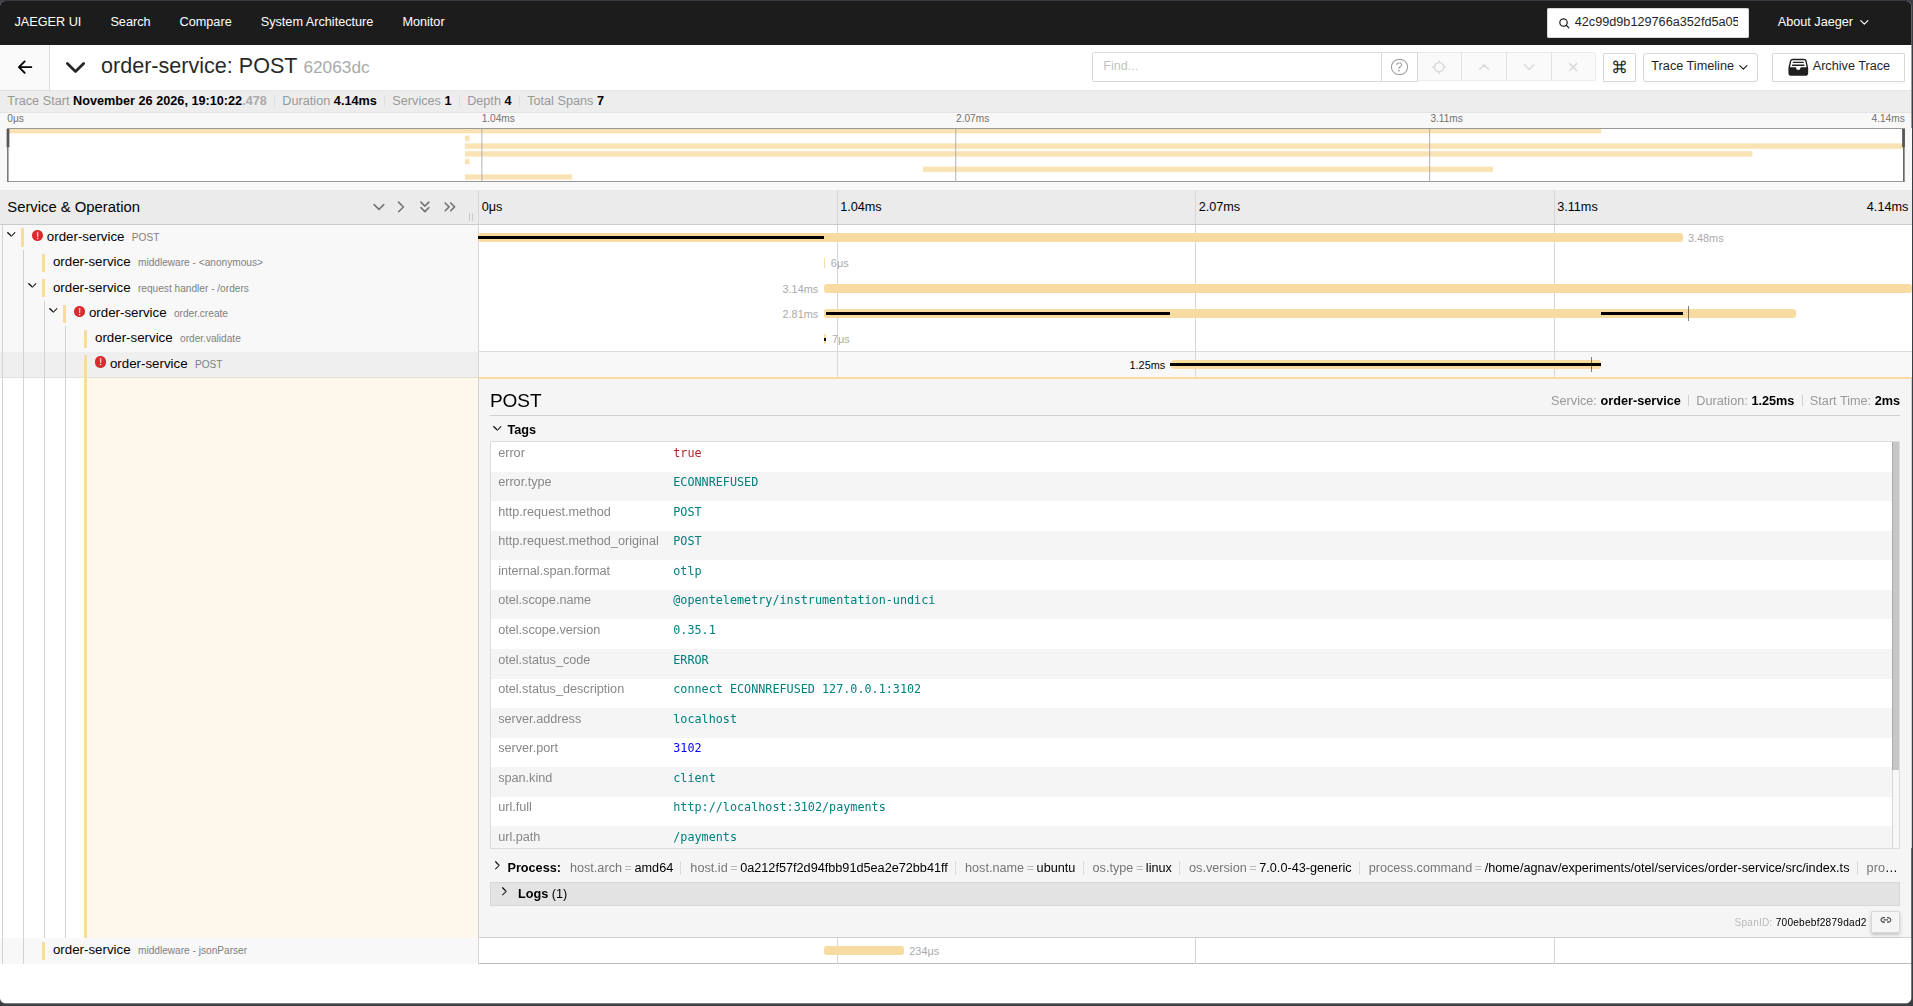 JAEGER UI Search Compare System Architecture Monitor 42c99d9b129766a352fd5a05 About Jaeger
order-service: POST 62063dc Find... Trace Timeline Archive Trace
Trace Start November 26 2026, 19:10:22.478 Duration 4.14ms Services 1 Depth 4 Total Spans 7
0μs 1.04ms 2.07ms 3.11ms 4.14ms
Service & Operation 0μs 1.04ms 2.07ms 3.11ms 4.14ms
order-service POST 3.48ms
order-service middleware - <anonymous> 6μs
order-service request handler - /orders 3.14ms
order-service order.create 2.81ms
order-service order.validate 7μs
order-service POST 1.25ms
POST Service: order-service Duration: 1.25ms Start Time: 2ms
Tags
error true
error.type ECONNREFUSED
http.request.method POST
http.request.method_original POST
internal.span.format otlp
otel.scope.name @opentelemetry/instrumentation-undici
otel.scope.version 0.35.1
otel.status_code ERROR
otel.status_description connect ECONNREFUSED 127.0.0.1:3102
server.address localhost
server.port 3102
span.kind client
url.full http://localhost:3102/payments
url.path /payments
Process: host.arch = amd64 host.id = 0a212f57f2d94fbb91d5ea2e72bb41ff host.name = ubuntu os.type = linux os.version = 7.0.0-43-generic process.command = /home/agnav/experiments/otel/services/order-service/src/index.ts pro...
Logs (1)
SpanID: 700ebebf2879dad2
order-service middleware - jsonParser 234μs